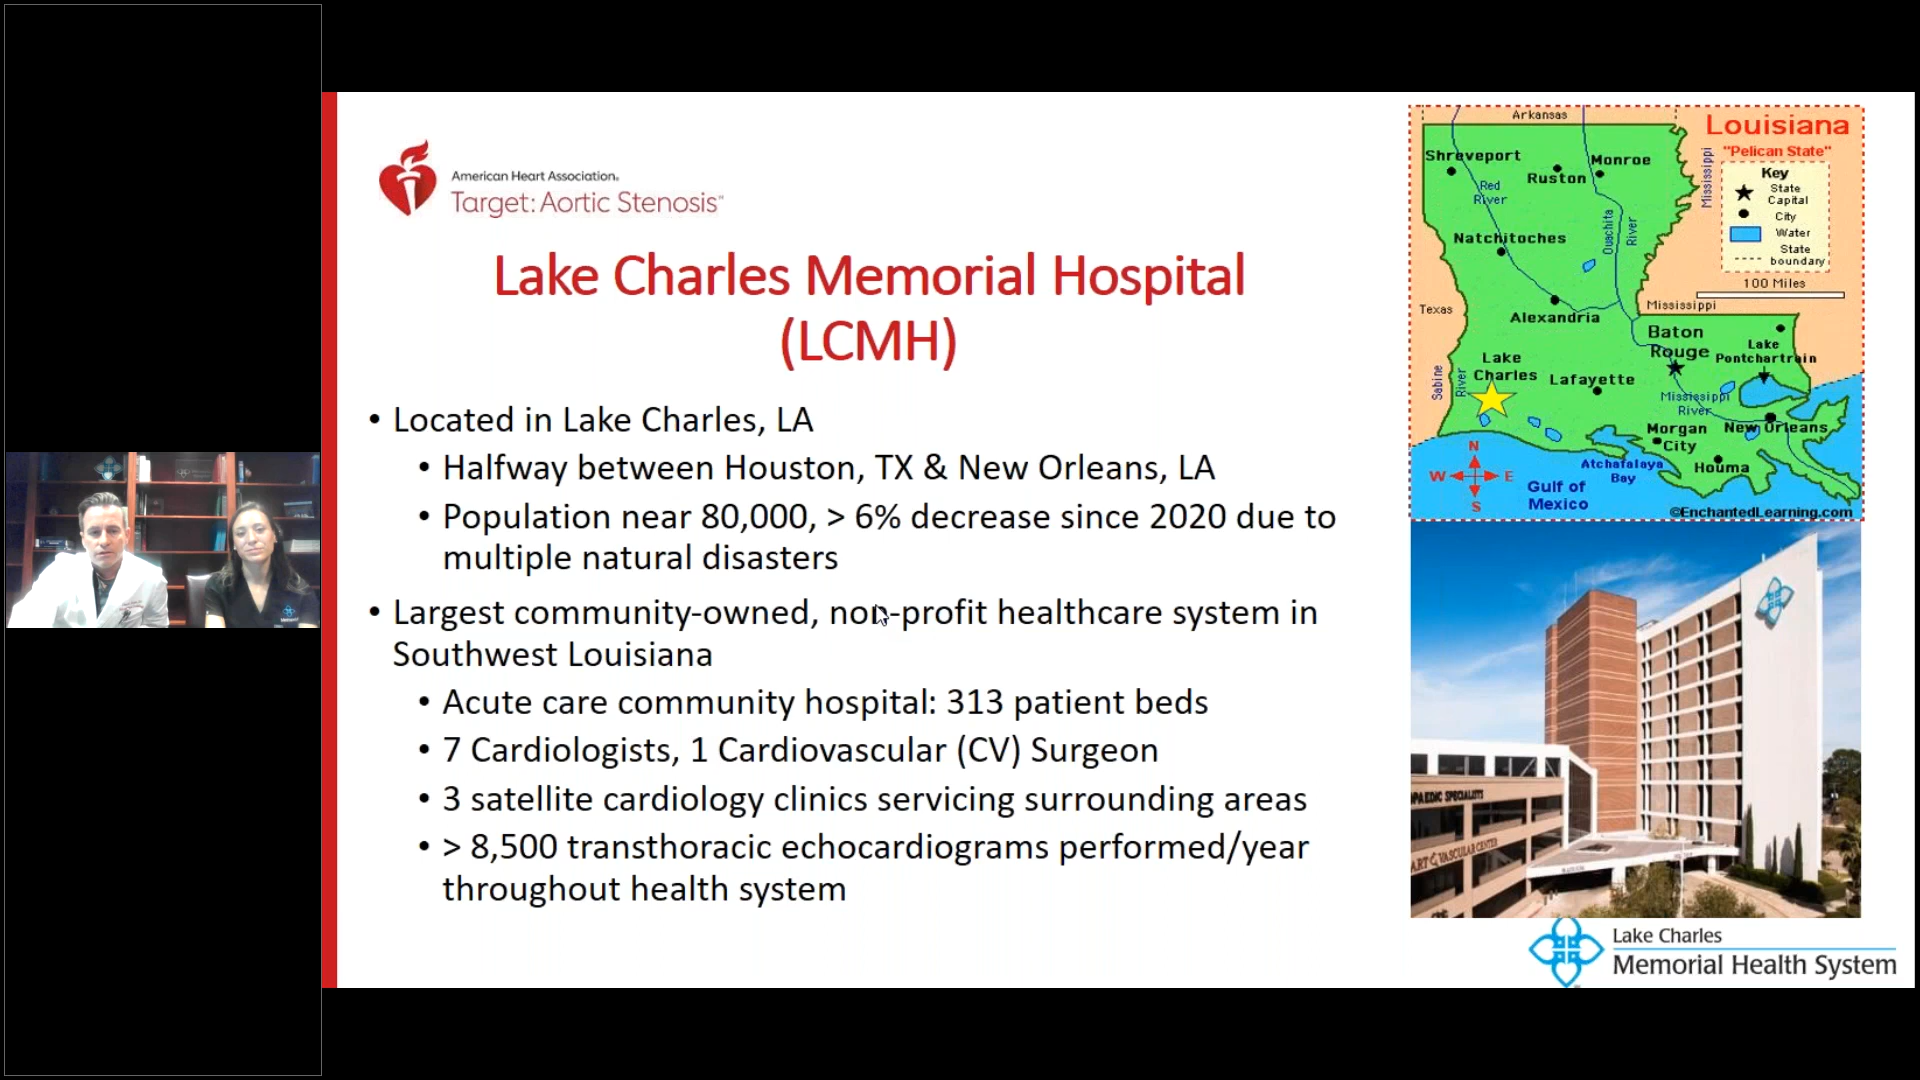 American Heart Association®
Target: Aortic Stenosis™
Lake Charles Memorial Hospital
(LCMH)
• Located in Lake Charles, LA
• Halfway between Houston, TX & New Orleans, LA
• Population near 80,000, > 6% decrease since 2020 due to
multiple natural disasters
• Largest community-owned, non-profit healthcare system in
Southwest Louisiana
• Acute care community hospital: 313 patient beds
• 7 Cardiologists, 1 Cardiovascular (CV) Surgeon
• 3 satellite cardiology clinics servicing surrounding areas
• > 8,500 transthoracic echocardiograms performed/year
throughout health system
Arkansas
Louisiana
"Pelican State"
Key
State
Capital
City
Water
State
boundary
100 Miles
Mississippi
Shreveport
Monroe
Ruston
Red
River
Ouachita
River
Natchitoches
Mississippi
Texas
Alexandria
Baton
Rouge
Lake
Pontchartrain
Lake
Charles
Lafayette
Sabine
River
Mississippi
River
Morgan
City
New Orleans
N
W
E
S
Atchafalaya
Bay
Houma
Gulf of
Mexico
©EnchantedLearning.com
OPAEDIC SPECIALISTS
ART & VASCULAR CENTER
Lake Charles
Memorial Health System